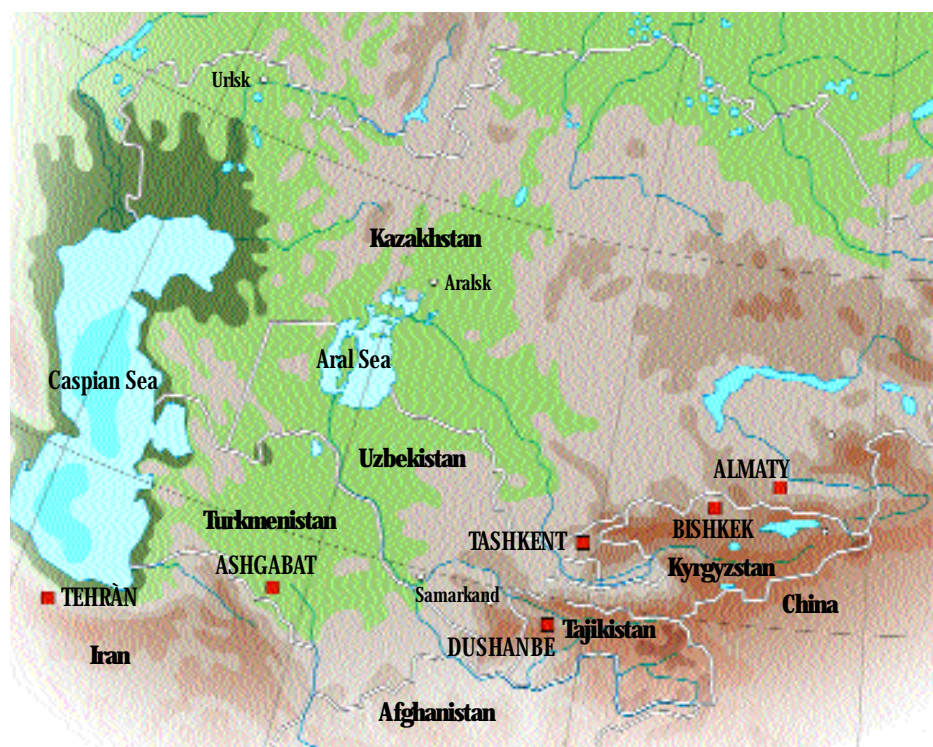 Urlsk
Kazakhstan
Aralsk
Aral Sea
Caspian Sea
Uzbekistan
ALMATY
Turkmenistan
BISHKEK
TASHKENT
ASHGABAT
Kyrgyzstan
TEHRÀN
Samarkand
China
Tajikistan
DUSHANBE
Iran
Afghanistan